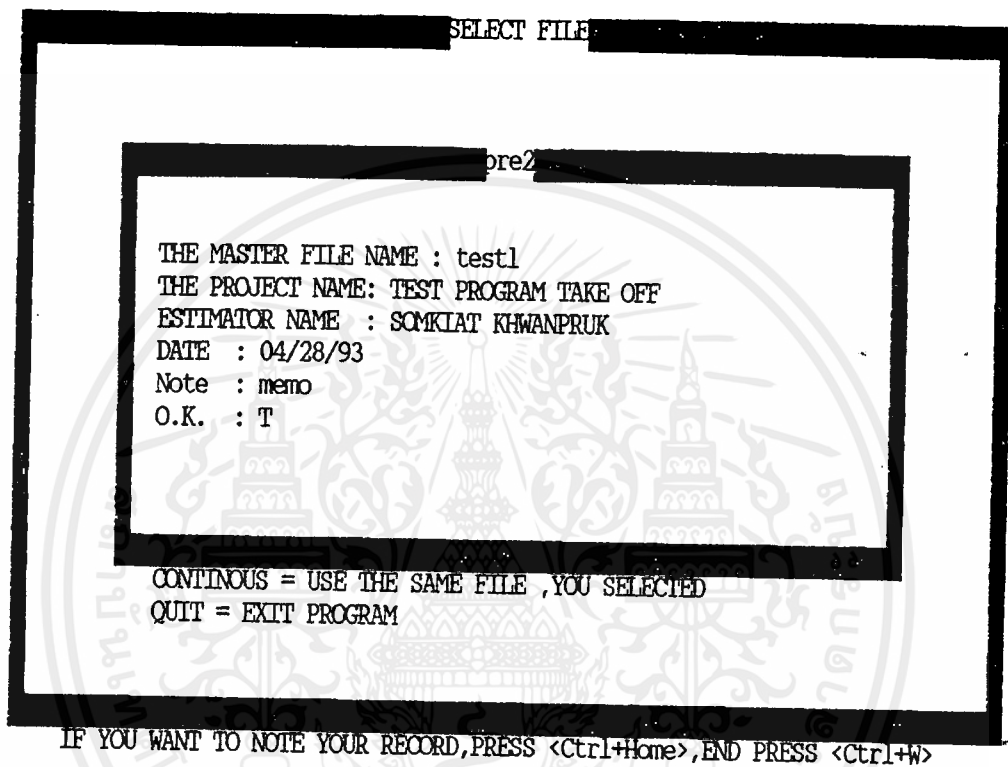 SELECT FILE
pre2
THE MASTER FILE NAME : test1
THE PROJECT NAME: TEST PROGRAM TAKE OFF
ESTIMATOR NAME : SOMKIAT KHWANPRUK
DATE : 04/28/93
Note : memo
O.K. : T
CONTINOUS = USE THE SAME FILE ,YOU SELECTED
QUIT = EXIT PROGRAM
IF YOU WANT TO NOTE YOUR RECORD,PRESS <Ctrl+Home>,END PRESS <Ctrl+W>